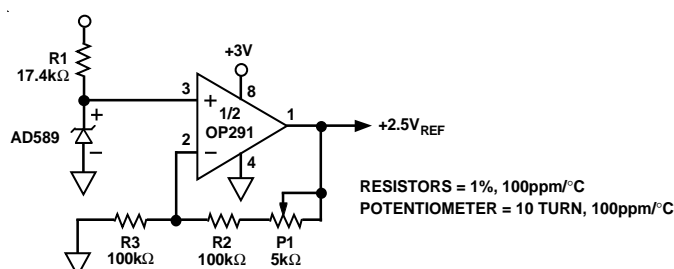 R1
17.4kΩ
+3V
3
8
+
1/2
OP291
1
+2.5VREF
+
AD589
–
2
–
4
RESISTORS = 1%, 100ppm/°C
POTENTIOMETER = 10 TURN, 100ppm/°C
R3
100kΩ
R2
100kΩ
P1
5kΩ